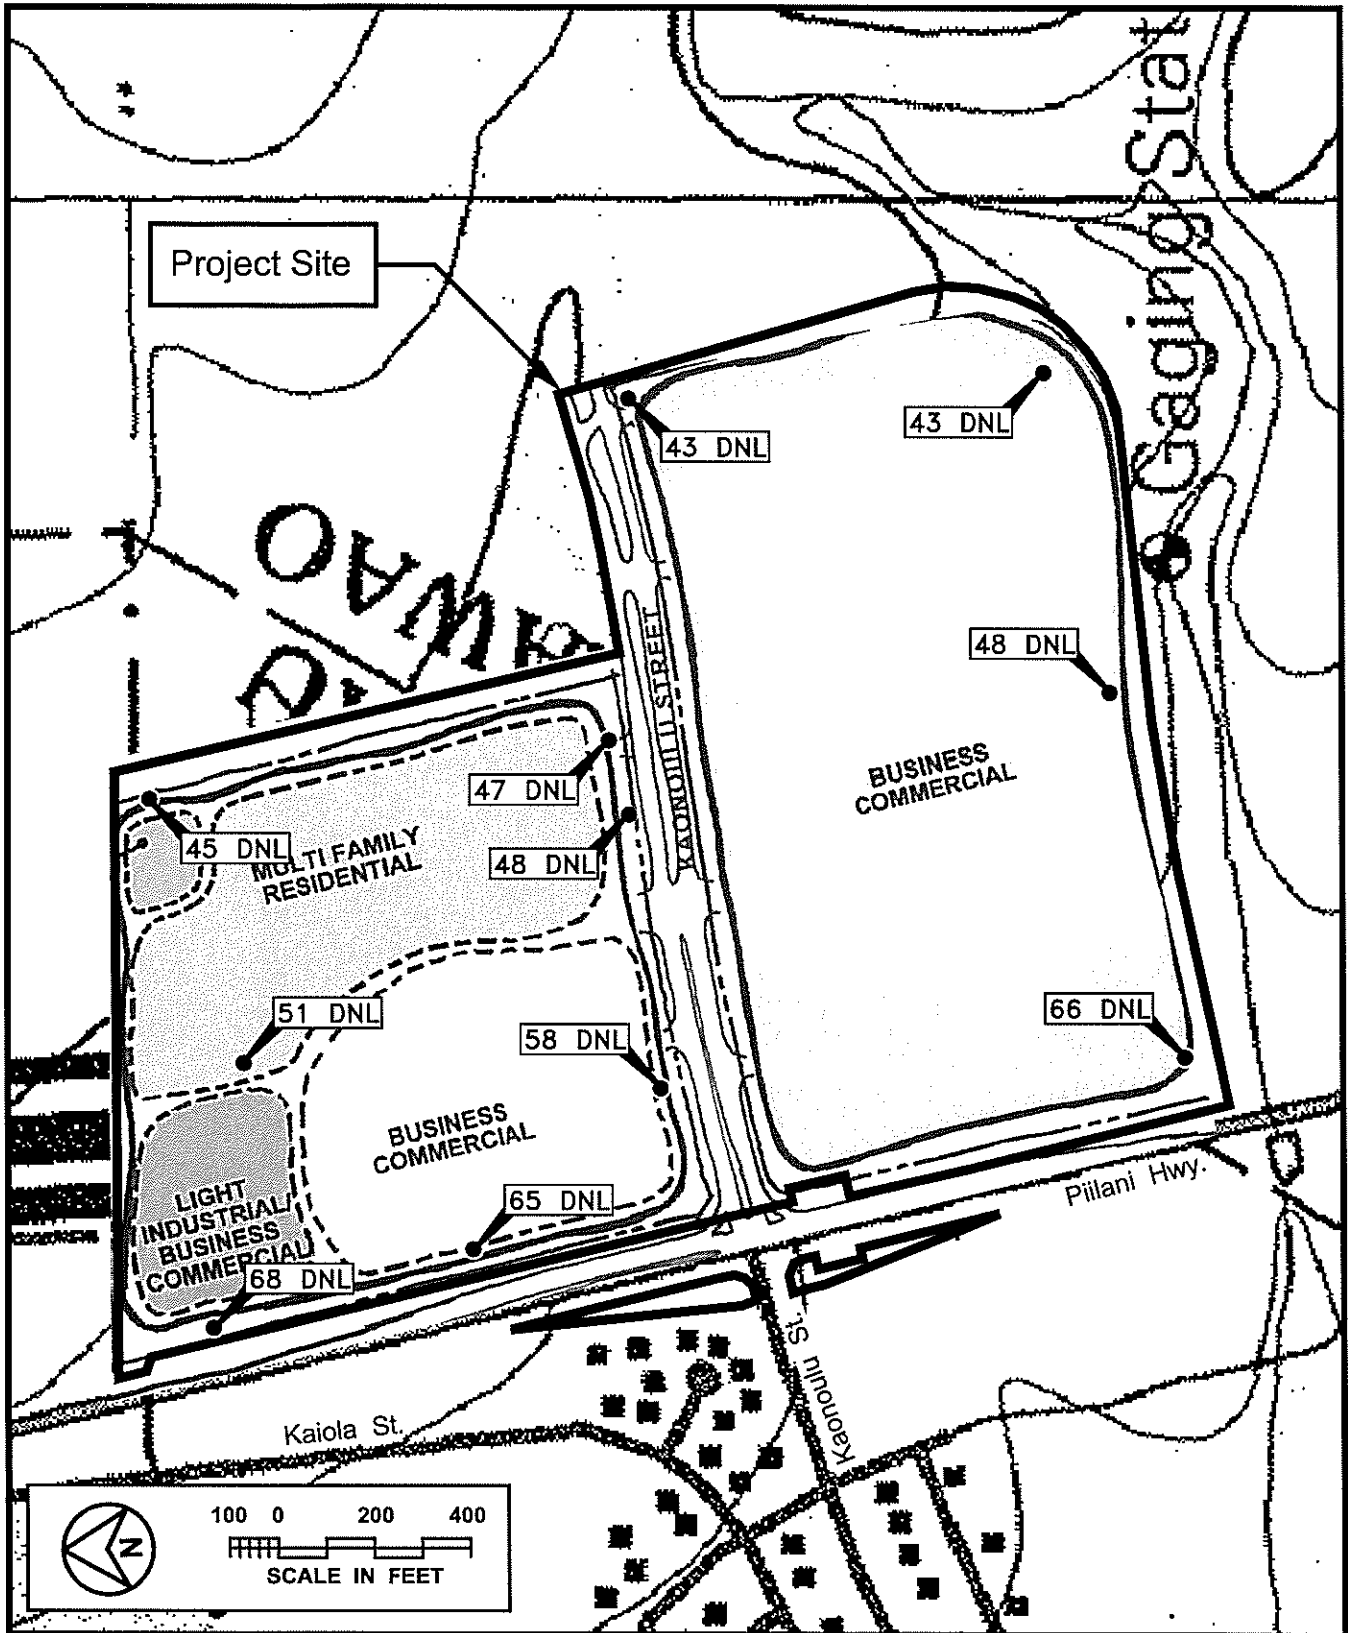 Gaging Stat
Project Site
43 DNL
43 DNL
48 DNL
KAONOULU STREET
BUSINESS
COMMERCIAL
47 DNL
48 DNL
45 DNL
MULTI FAMILY
RESIDENTIAL
51 DNL
58 DNL
66 DNL
BUSINESS
COMMERCIAL
65 DNL
LIGHT
INDUSTRIAL/
BUSINESS
COMMERCIAL
68 DNL
Piilani Hwy.
Kaonoulu St.
Kaiola St.
N
100 0 200 400
SCALE IN FEET